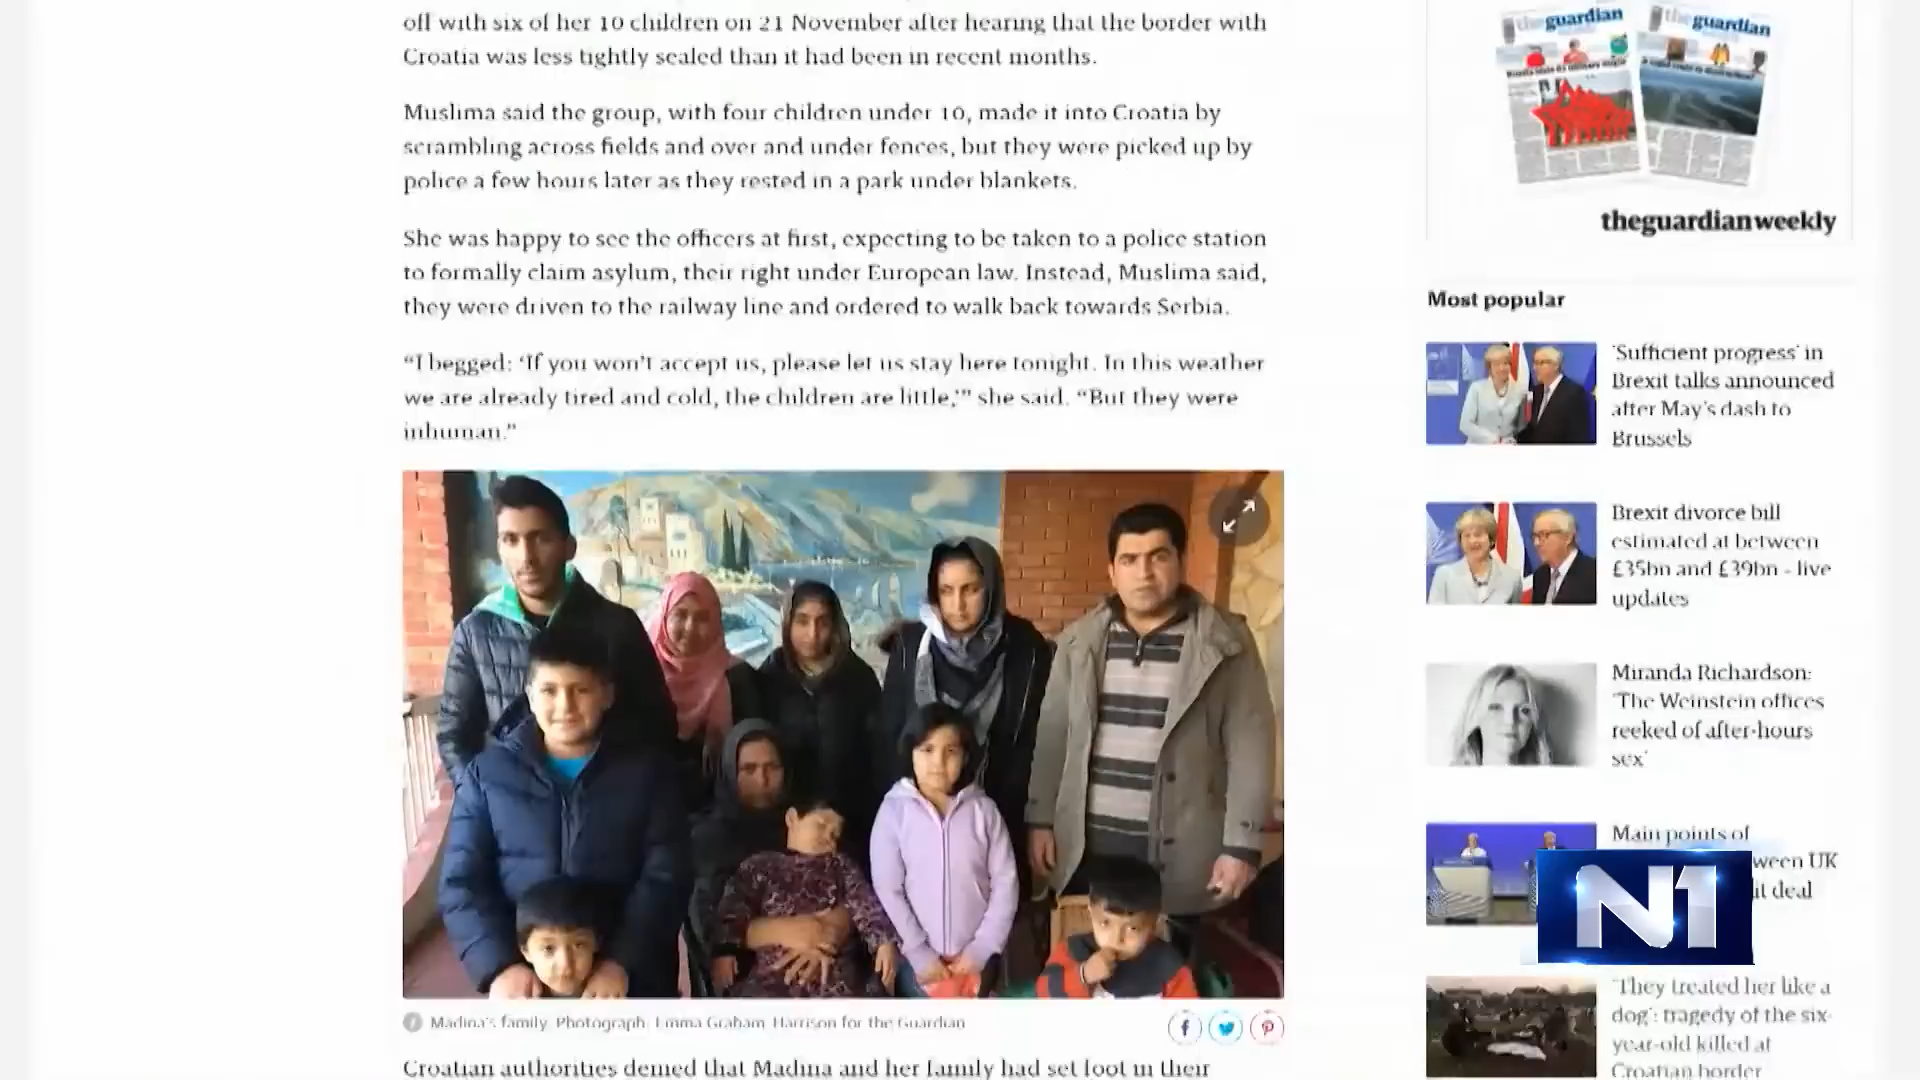 off with six of her 10 children on 21 November after hearing that the border with
Croatia was less tightly sealed than it had been in recent months.
Muslima said the group, with four children under 10, made it into Croatia by
scrambling across fields and over and under fences, but they were picked up by
police a few hours later as they rested in a park under blankets.
She was happy to see the officers at first, expecting to be taken to a police station
to formally claim asylum, their right under European law. Instead, Muslima said,
they were driven to the railway line and ordered to walk back towards Serbia.
“I begged: ‘If you won’t accept us, please let us stay here tonight. In this weather
we are already tired and cold, the children are little,’” she said. “But they were
inhuman.”
Madina’s family. Photograph: Emma Graham-Harrison for the Guardian
Croatian authorities denied that Madina and her family had set foot in their
theguardian
theguardian
theguardianweekly
Most popular
‘Sufficient progress’ in
Brexit talks announced
after May’s dash to
Brussels
Brexit divorce bill
estimated at between
£35bn and £39bn - live
updates
Miranda Richardson:
‘The Weinstein offices
reeked of after-hours
sex’
Main points of
ween UK
it deal
N1
‘They treated her like a
dog’: tragedy of the six-
year-old killed at
Croatian border